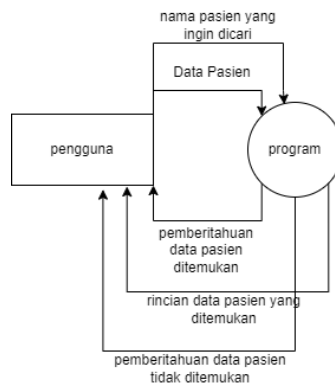 nama pasien yang
ingin dicari
Data Pasien
pengguna
program
pemberitahuan
data pasien
ditemukan
rincian data pasien yang
ditemukan
pemberitahuan data pasien
tidak ditemukan